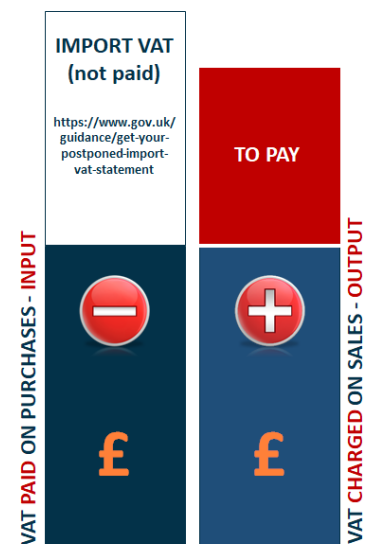 IMPORT VAT
(not paid)
https://www.gov.uk/
guidance/get-your-
postponed-import-
vat-statement
TO PAY
VAT PAID ON PURCHASES - INPUT
£
£
VAT CHARGED ON SALES - OUTPUT